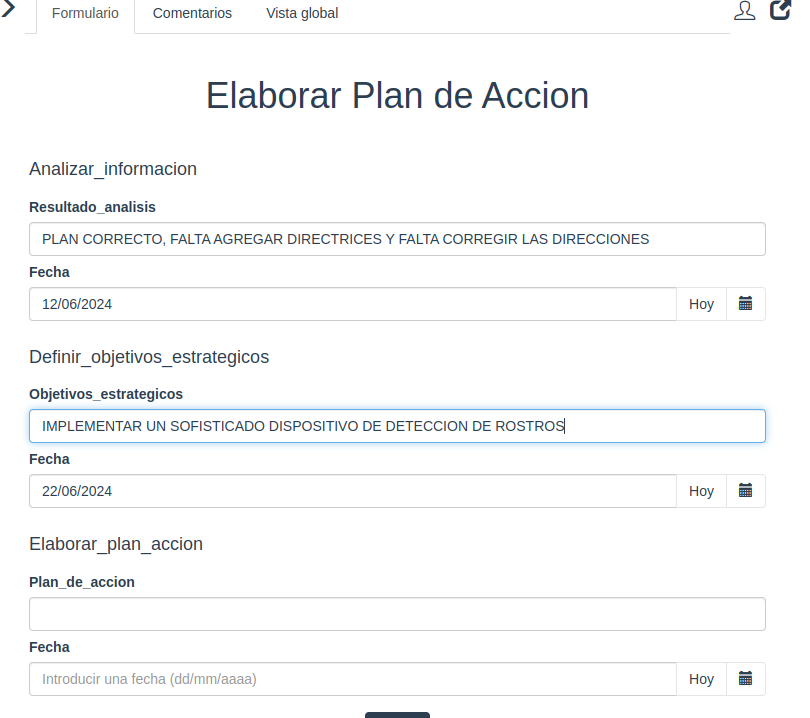 Formulario Comentarios Vista global
Elaborar Plan de Accion
Analizar_informacion
Resultado_analisis
PLAN CORRECTO, FALTA AGREGAR DIRECTRICES Y FALTA CORREGIR LAS DIRECCIONES
Fecha
12/06/2024 Hoy
Definir_objetivos_estrategicos
Objetivos_estrategicos
IMPLEMENTAR UN SOFISTICADO DISPOSITIVO DE DETECCION DE ROSTROS
Fecha
22/06/2024 Hoy
Elaborar_plan_accion
Plan_de_accion
Fecha
Introducir una fecha (dd/mm/aaaa) Hoy